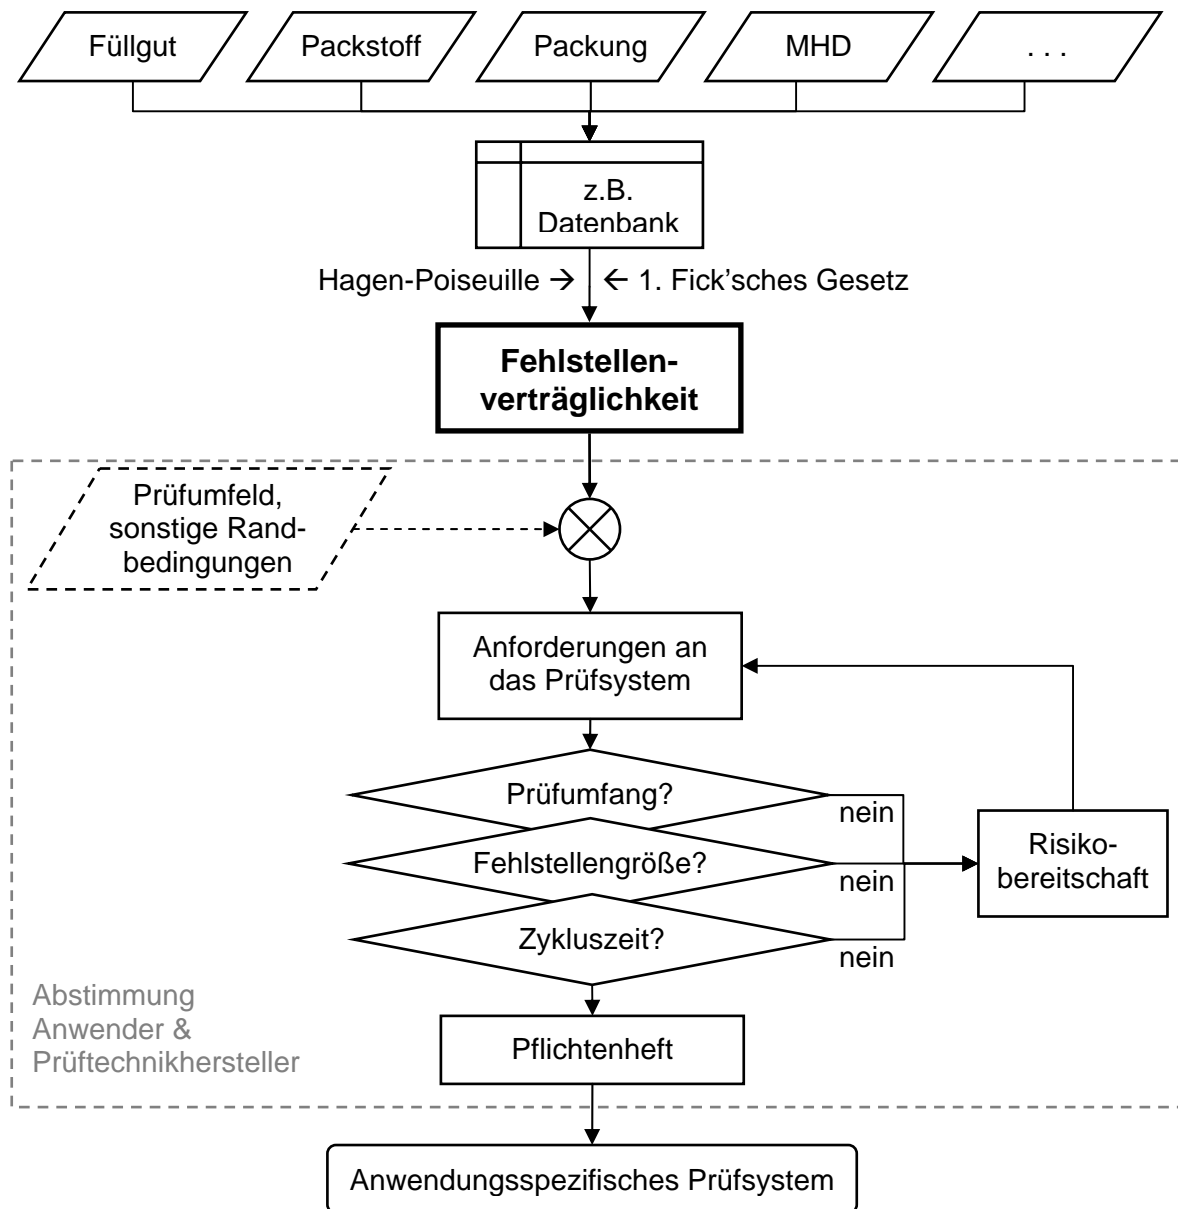 Füllgut
Packstoff
Packung
MHD
. . .
z.B.
Datenbank
Hagen-Poiseuille → ← 1. Fick’sches Gesetz
Fehlstellen-
verträglichkeit
Prüfumfeld,
sonstige Rand-
bedingungen
Anforderungen an
das Prüfsystem
Prüfumfang?
nein
Fehlstellengröße?
nein
Risiko-
bereitschaft
Zykluszeit?
nein
Abstimmung
Anwender &
Prüftechnikhersteller
Pflichtenheft
Anwendungsspezifisches Prüfsystem